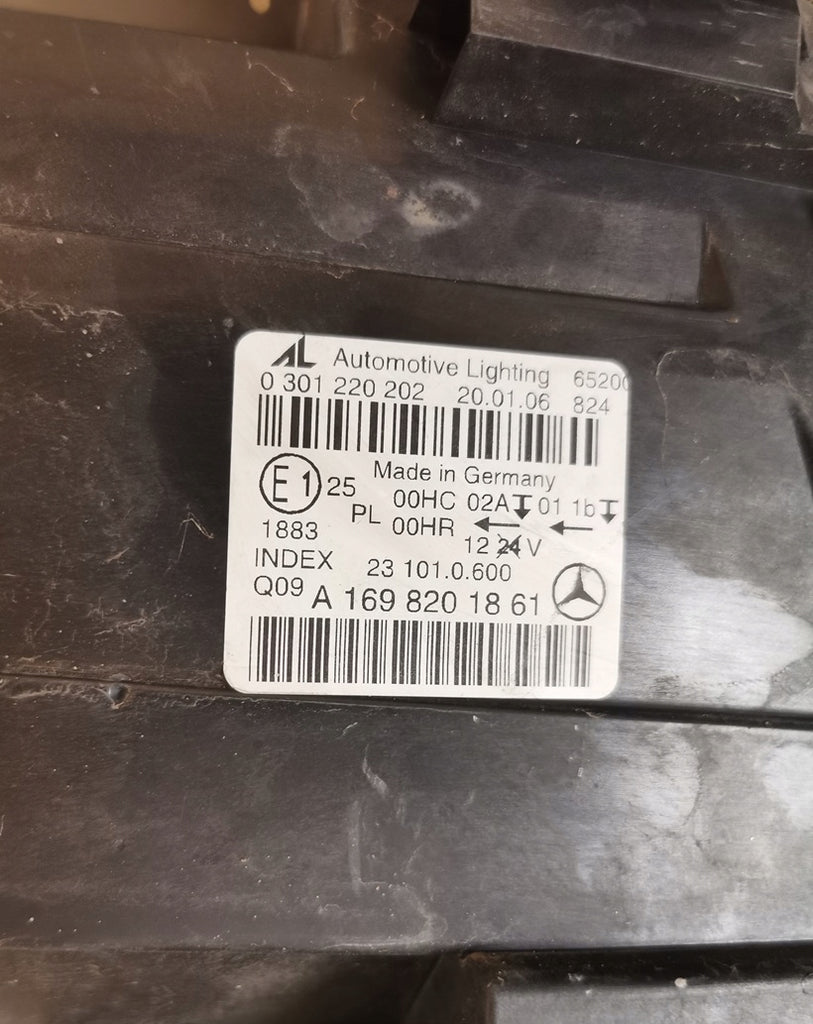 AL Automotive Lighting 65200
0 301 220 202 20.01.06 824
Made in Germany
E1 25 00HC 02A 01 1b
PL 00HR
1883 12 24 V
INDEX 23 101.0.600
Q09 A 169 820 18 61